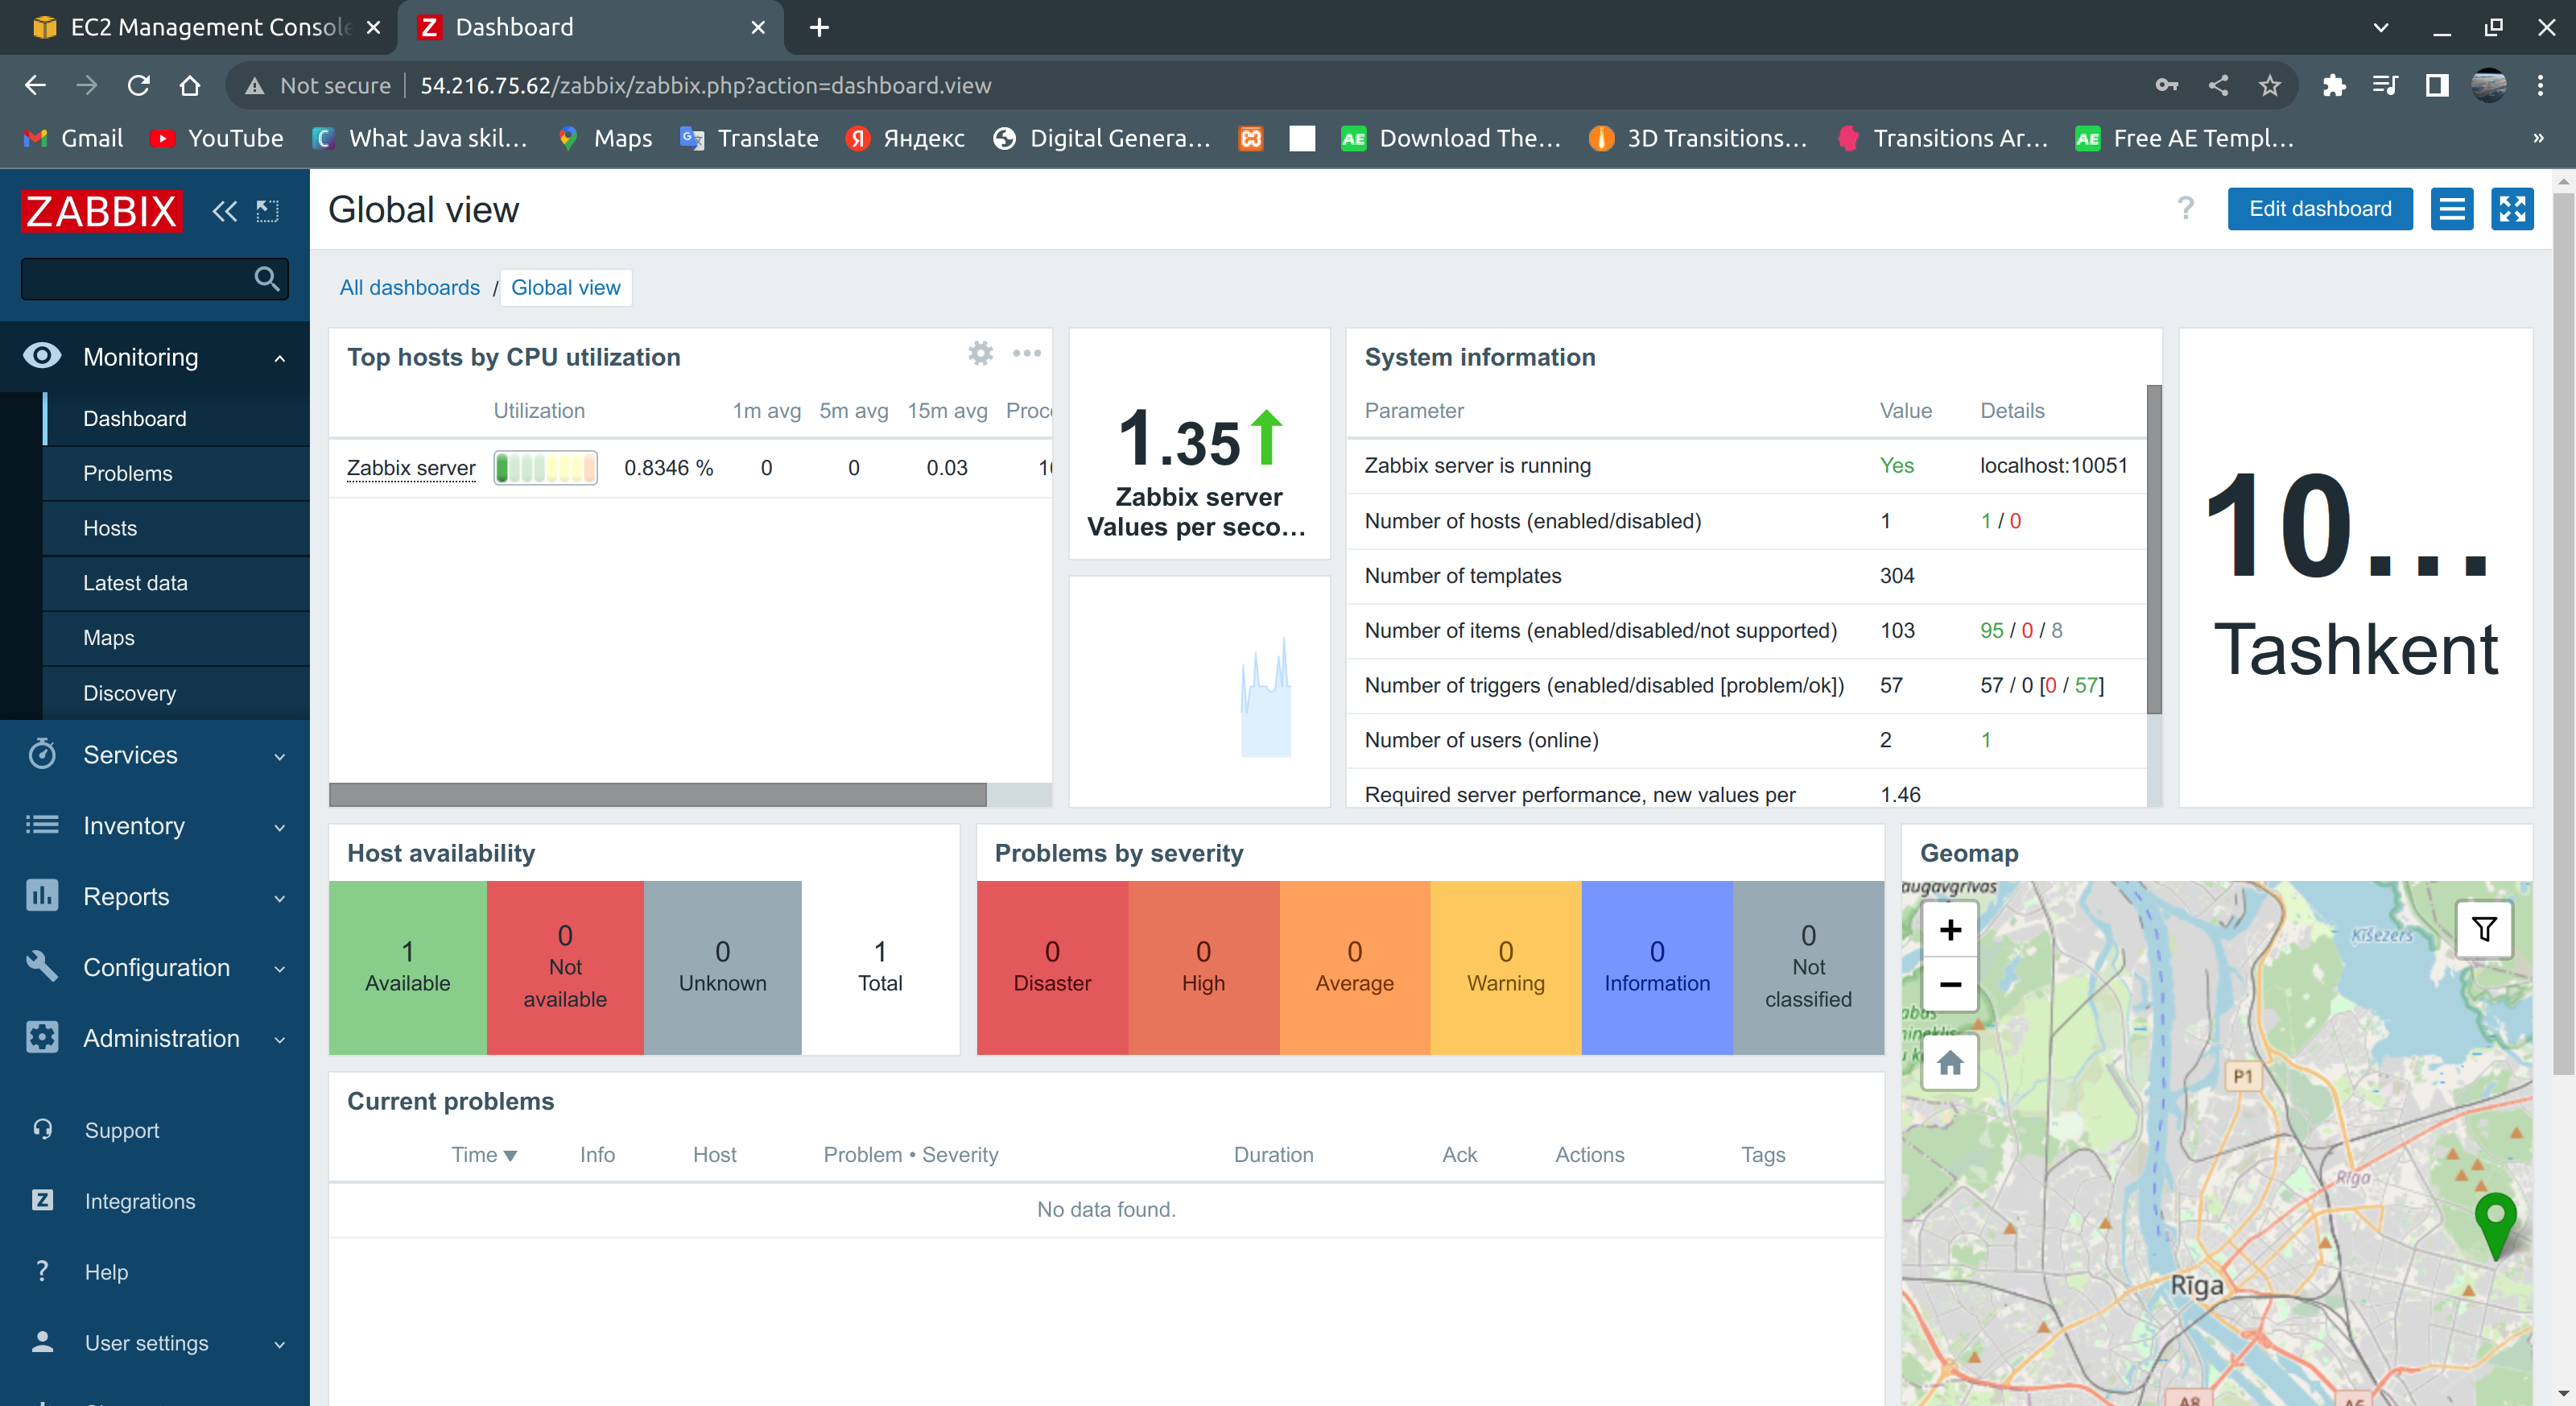 EC2 Management Console
Dashboard
Not secure
54.216.75.62/zabbix/zabbix.php?action=dashboard.view
Gmail
YouTube
What Java skil...
Maps
Translate
Яндекс
Digital Genera...
Download The...
3D Transitions...
Transitions Ar...
Free AE Templ...
»
ZABBIX
Monitoring
Dashboard
Problems
Hosts
Latest data
Maps
Discovery
Services
Inventory
Reports
Configuration
Administration
Support
Integrations
Help
User settings
Global view
?
Edit dashboard
All dashboards / Global view
Top hosts by CPU utilization
Utilization 1m avg 5m avg 15m avg
Zabbix server 0.8346 % 0 0 0.03
1.35
Zabbix server
Values per seco...
System information
Parameter Value Details
Zabbix server is running Yes localhost:10051
Number of hosts (enabled/disabled) 1 1 / 0
Number of templates 304
Number of items (enabled/disabled/not supported) 103 95 / 0 / 8
Number of triggers (enabled/disabled [problem/ok]) 57 57 / 0 [0 / 57]
Number of users (online) 2 1
Required server performance, new values per 1.46
10...
Tashkent
Host availability
1 Available
0 Not available
0 Unknown
1 Total
Problems by severity
0 Disaster
0 High
0 Average
0 Warning
0 Information
0 Not classified
Geomap
+
−
Ķīšezers
P1
Rīga
Rīga
Current problems
Time Info Host Problem • Severity Duration Ack Actions Tags
No data found.